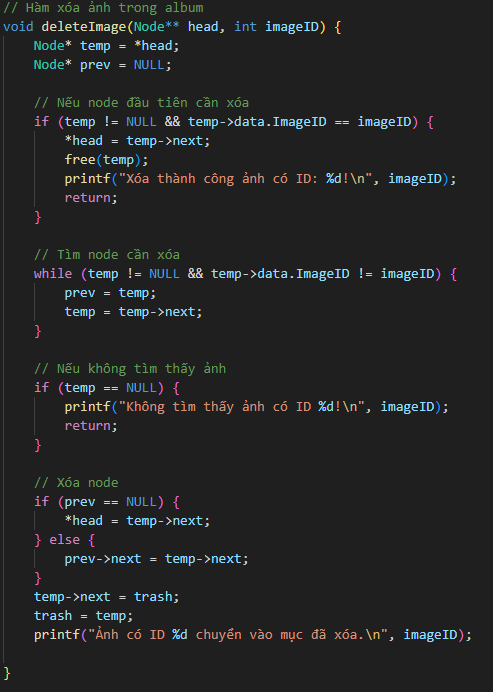 // Hàm xóa ảnh trong album
void deleteImage(Node** head, int imageID) {
    Node* temp = *head;
    Node* prev = NULL;

    // Nếu node đầu tiên cần xóa
    if (temp != NULL && temp->data.ImageID == imageID) {
        *head = temp->next;
        free(temp);
        printf("Xóa thành công ảnh có ID: %d!\n", imageID);
        return;
    }

    // Tìm node cần xóa
    while (temp != NULL && temp->data.ImageID != imageID) {
        prev = temp;
        temp = temp->next;
    }

    // Nếu không tìm thấy ảnh
    if (temp == NULL) {
        printf("Không tìm thấy ảnh có ID %d!\n", imageID);
        return;
    }

    // Xóa node
    if (prev == NULL) {
        *head = temp->next;
    } else {
        prev->next = temp->next;
    }
    temp->next = trash;
    trash = temp;
    printf("Ảnh có ID %d chuyển vào mục đã xóa.\n", imageID);

}